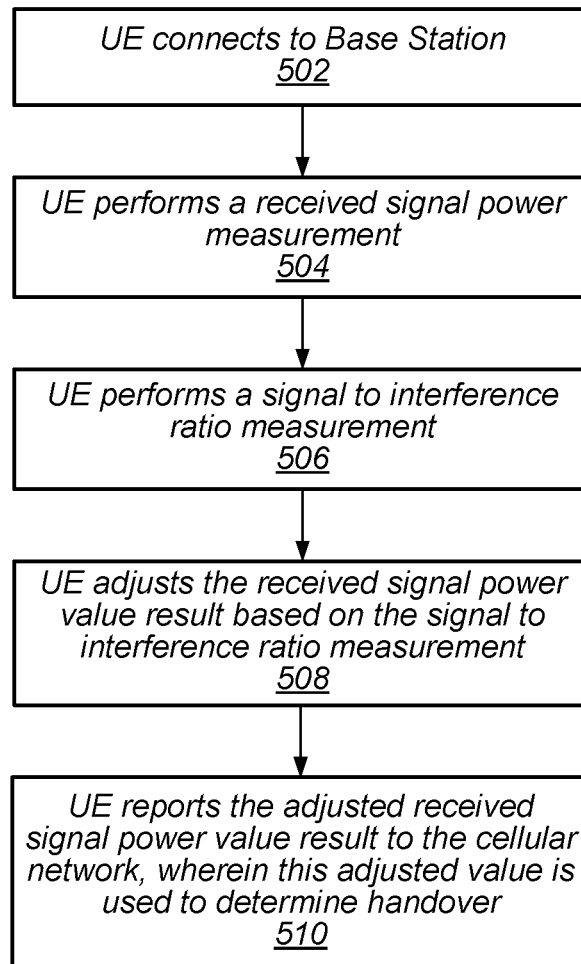 UE connects to Base Station
502
UE performs a received signal power
measurement
504
UE performs a signal to interference
ratio measurement
506
UE adjusts the received signal power
value result based on the signal to
interference ratio measurement
508
UE reports the adjusted received
signal power value result to the cellular
network, wherein this adjusted value is
used to determine handover
510